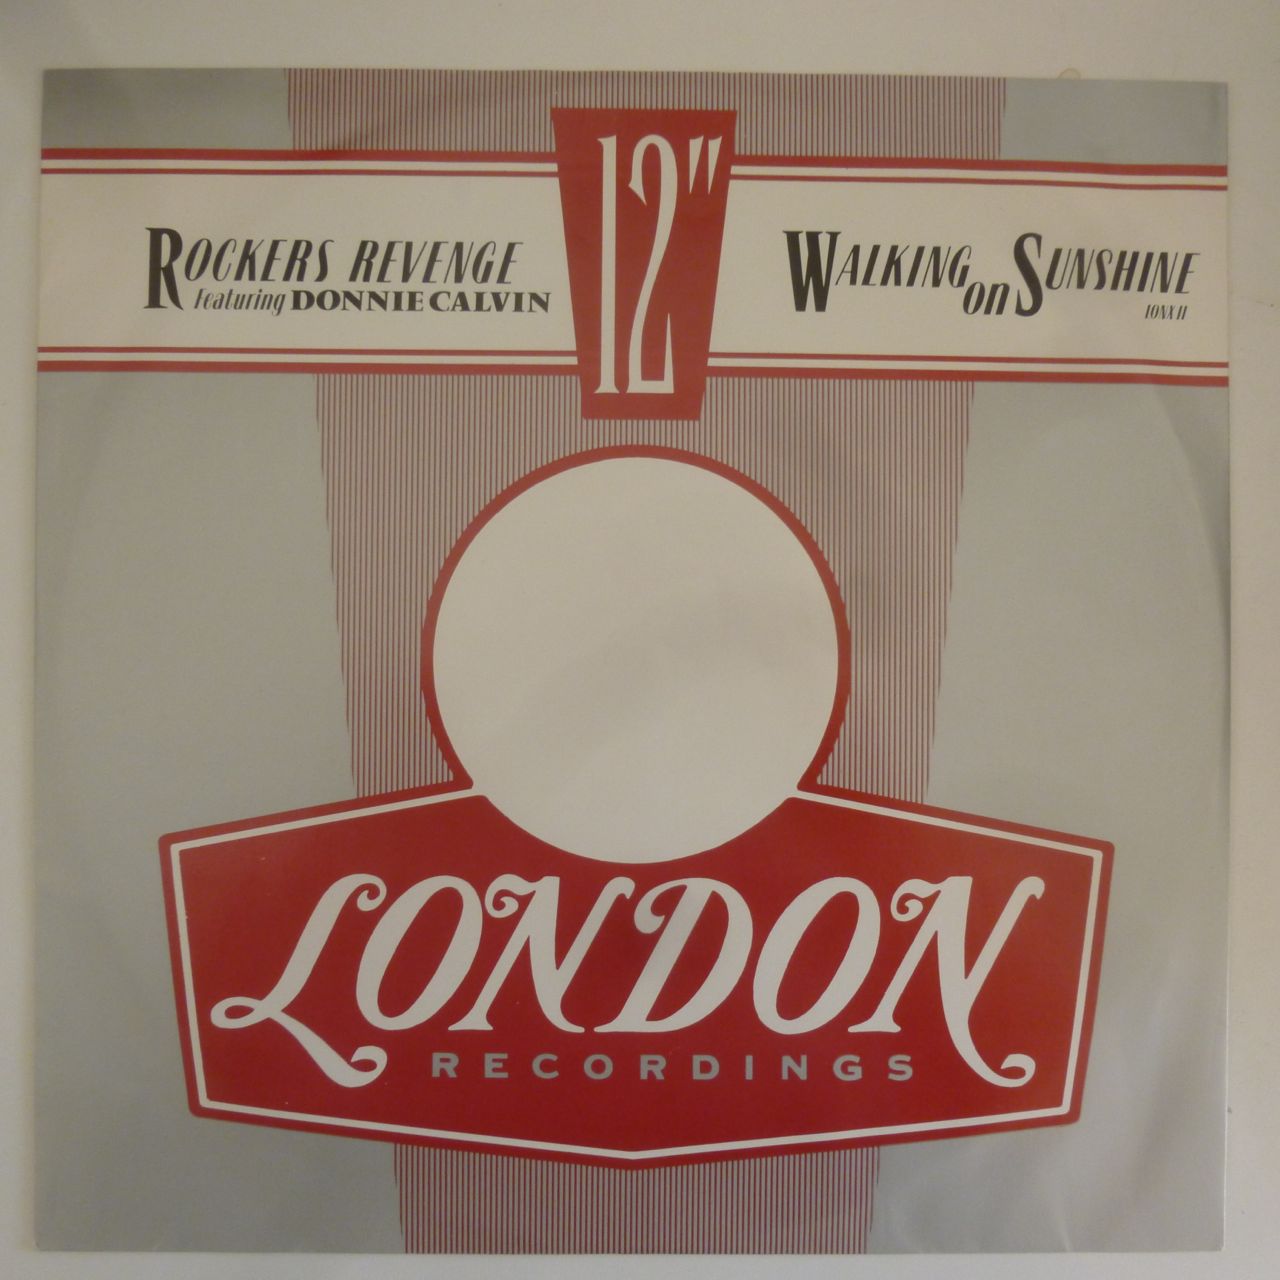 12"
ROCKERS REVENGE
Featuring DONNIE CALVIN
WALKING on SUNSHINE
LONX 11
LONDON
RECORDINGS